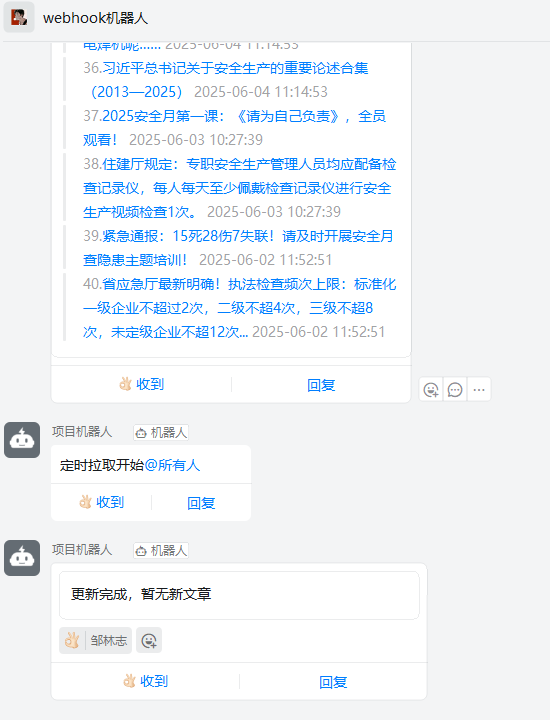 webhook机器人
电焊机呢...... 2025-06-04 11:14:53
36.习近平总书记关于安全生产的重要论述合集
（2013—2025） 2025-06-04 11:14:53
37.2025安全月第一课：《请为自己负责》，全员
观看！ 2025-06-03 10:27:39
38.住建厅规定：专职安全生产管理人员均应配备检
查记录仪，每人每天至少佩戴检查记录仪进行安全
生产视频检查1次。 2025-06-03 10:27:39
39.紧急通报：15死28伤7失联！请及时开展安全月
查隐患主题培训！ 2025-06-02 11:52:51
40.省应急厅最新明确！执法检查频次上限：标准化
一级企业不超过2次，二级不超4次，三级不超8
次，未定级企业不超12次... 2025-06-02 11:52:51
收到 回复
项目机器人 机器人
定时拉取开始@所有人
收到 回复
项目机器人 机器人
更新完成，暂无新文章
邹林志
收到 回复